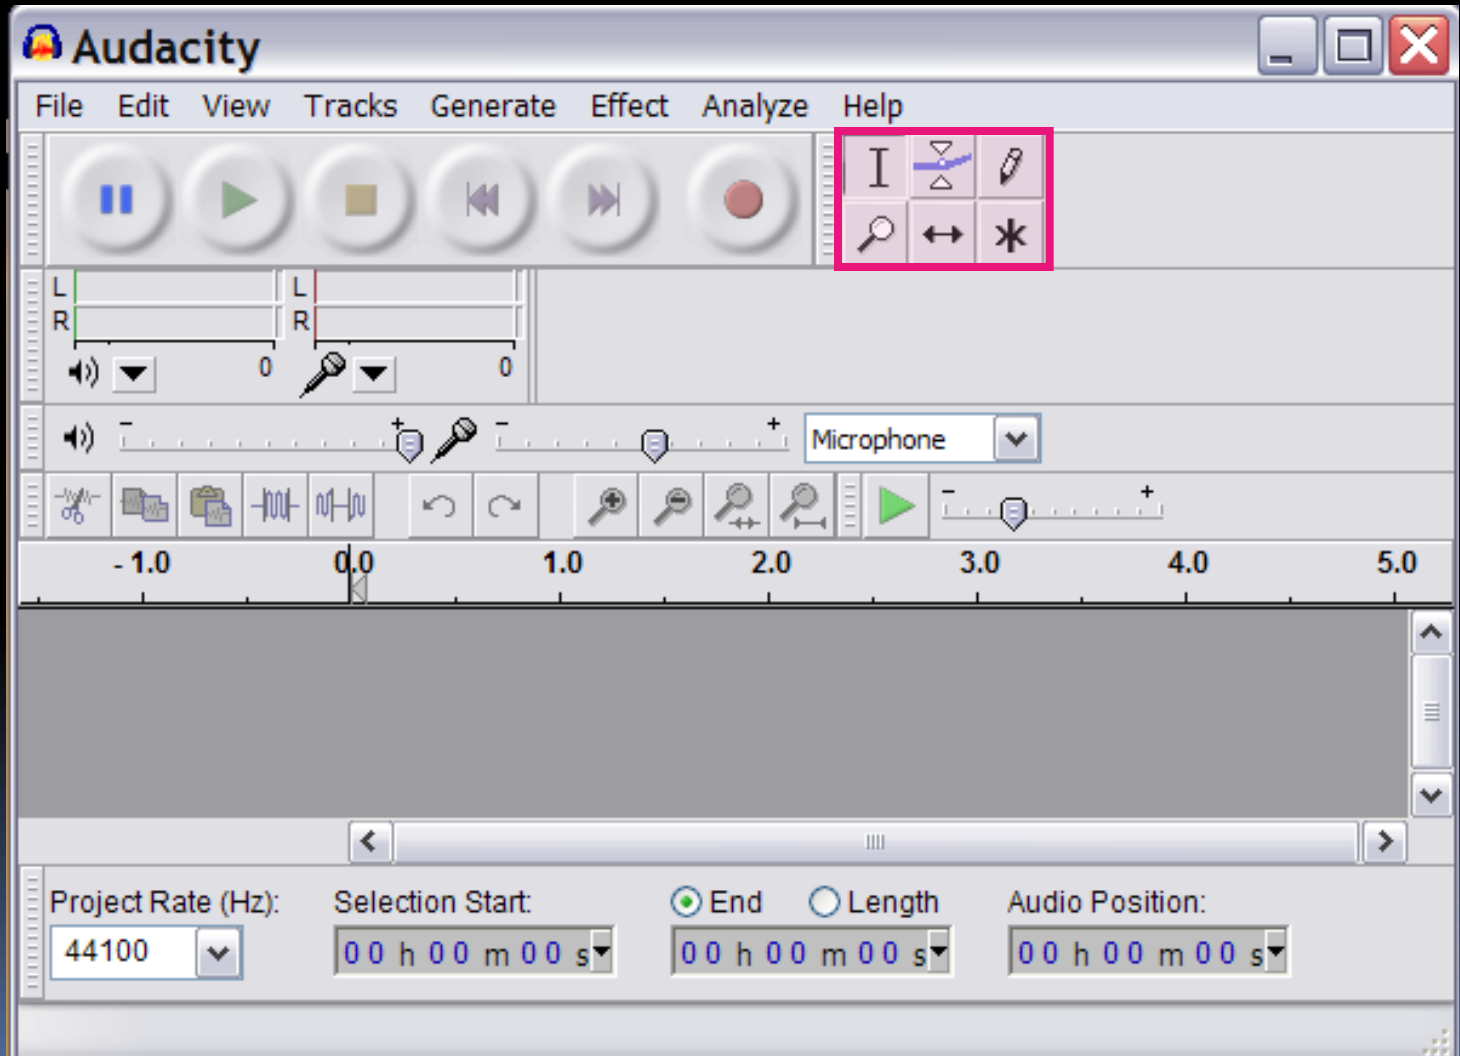 Audacity
File Edit View Tracks Generate Effect Analyze Help
L L
R R
0 0
- + - + Microphone
- +
- 1.0 0.0 1.0 2.0 3.0 4.0 5.0
Project Rate (Hz): Selection Start: End Length Audio Position:
44100 00 h 00 m 00 s 00 h 00 m 00 s 00 h 00 m 00 s